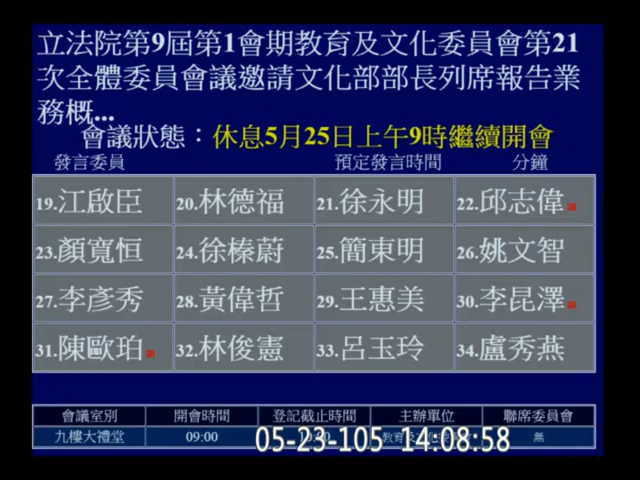 立法院第9屆第1會期教育及文化委員會第21
次全體委員會議邀請文化部部長列席報告業
務概...
會議狀態：休息5月25日上午9時繼續開會
發言委員 預定發言時間 分鐘
19.江啟臣 20.林德福 21.徐永明 22.邱志偉
23.顏寬恒 24.徐榛蔚 25.簡東明 26.姚文智
27.李彥秀 28.黃偉哲 29.王惠美 30.李昆澤
31.陳歐珀 32.林俊憲 33.呂玉玲 34.盧秀燕
會議室別 開會時間 登記截止時間 主辦單位 聯席委員會
九樓大禮堂 09:00 無
05-23-105 14:08:58